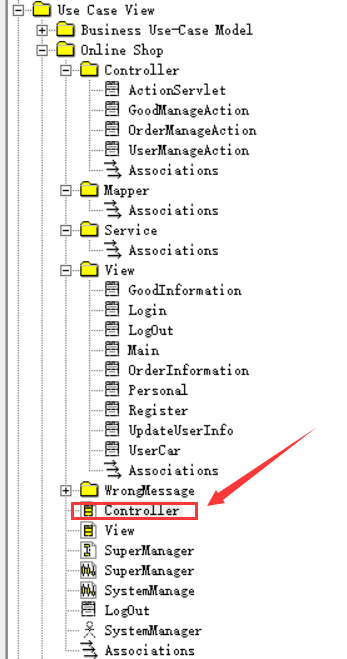 Use Case View
Business Use-Case Model
Online Shop
Controller
ActionServlet
GoodManageAction
OrderManageAction
UserManageAction
Associations
Mapper
Associations
Service
Associations
View
GoodInformation
Login
LogOut
Main
OrderInformation
Personal
Register
UpdateUserInfo
UserCar
Associations
WrongMessage
Controller
View
SuperManager
SuperManager
SystemManage
LogOut
SystemManager
Associations